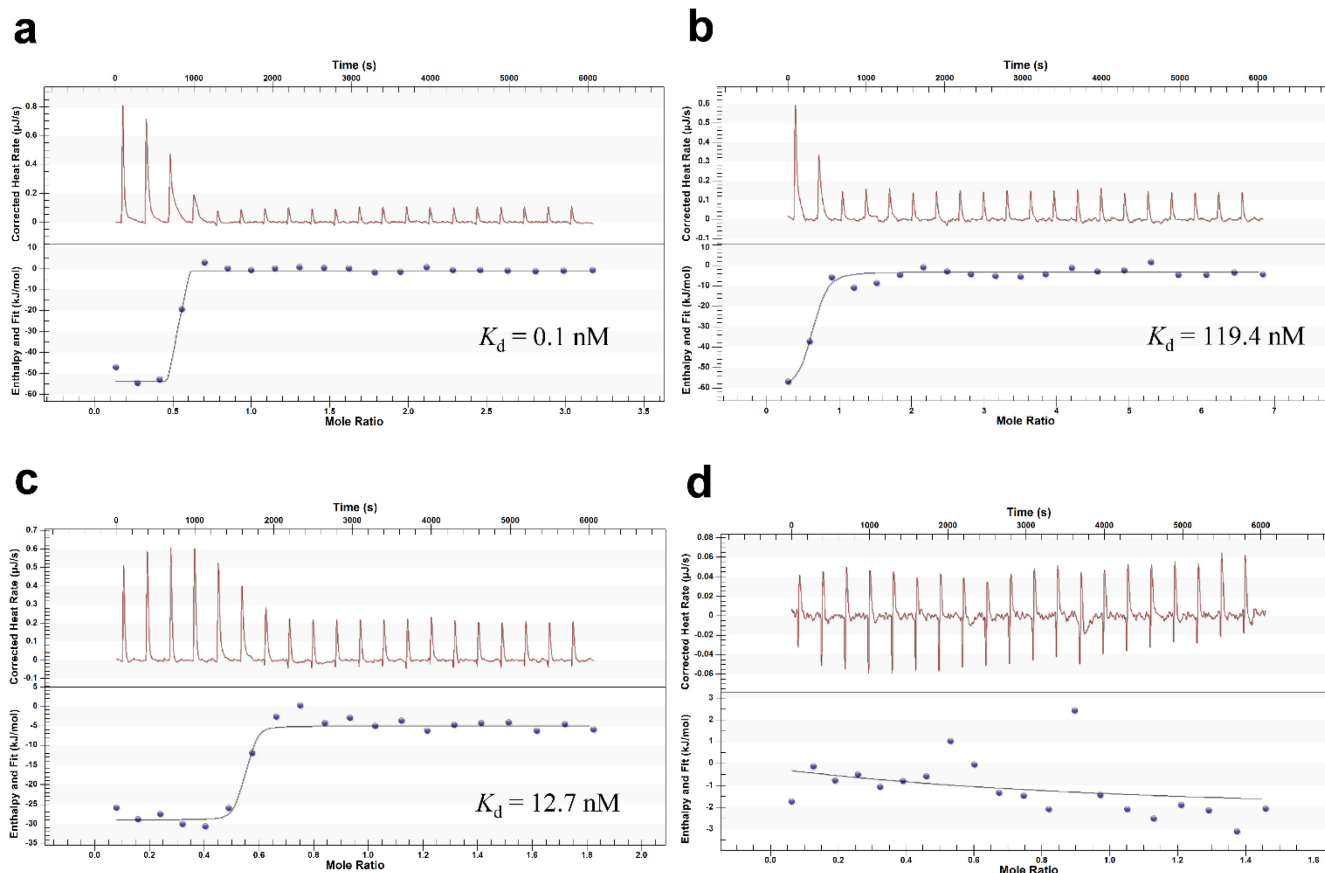 a
Time (s)
0 1000 2000 3000 4000 5000 6000
Corrected Heat Rate (µJ/s)
0.8
0.6
0.4
0.2
0
Enthalpy and Fit (kJ/mol)
10
0
-10
-20
-30
-40
-50
-60
Kd = 0.1 nM
0.0 0.5 1.0 1.5 2.0 2.5 3.0 3.5
Mole Ratio
b
Time (s)
0 1000 2000 3000 4000 5000 6000
Corrected Heat Rate (µJ/s)
0.6
0.5
0.4
0.3
0.2
0.1
0
-0.1
Enthalpy and Fit (kJ/mol)
10
0
-10
-20
-30
-40
-50
-60
Kd = 119.4 nM
0 1 2 3 4 5 6 7
Mole Ratio
c
Time (s)
0 1000 2000 3000 4000 5000 6000
Corrected Heat Rate (µJ/s)
0.7
0.6
0.5
0.4
0.3
0.2
0.1
0
-0.1
Enthalpy and Fit (kJ/mol)
5
0
-5
-10
-15
-20
-25
-30
-35
Kd = 12.7 nM
0.0 0.2 0.4 0.6 0.8 1.0 1.2 1.4 1.6 1.8 2.0
Mole Ratio
d
Time (s)
0 1000 2000 3000 4000 5000 6000
Corrected Heat Rate (µJ/s)
0.08
0.06
0.04
0.02
0
-0.02
-0.04
-0.06
Enthalpy and Fit (kJ/mol)
3
2
1
0
-1
-2
-3
0.0 0.2 0.4 0.6 0.8 1.0 1.2 1.4 1.6
Mole Ratio